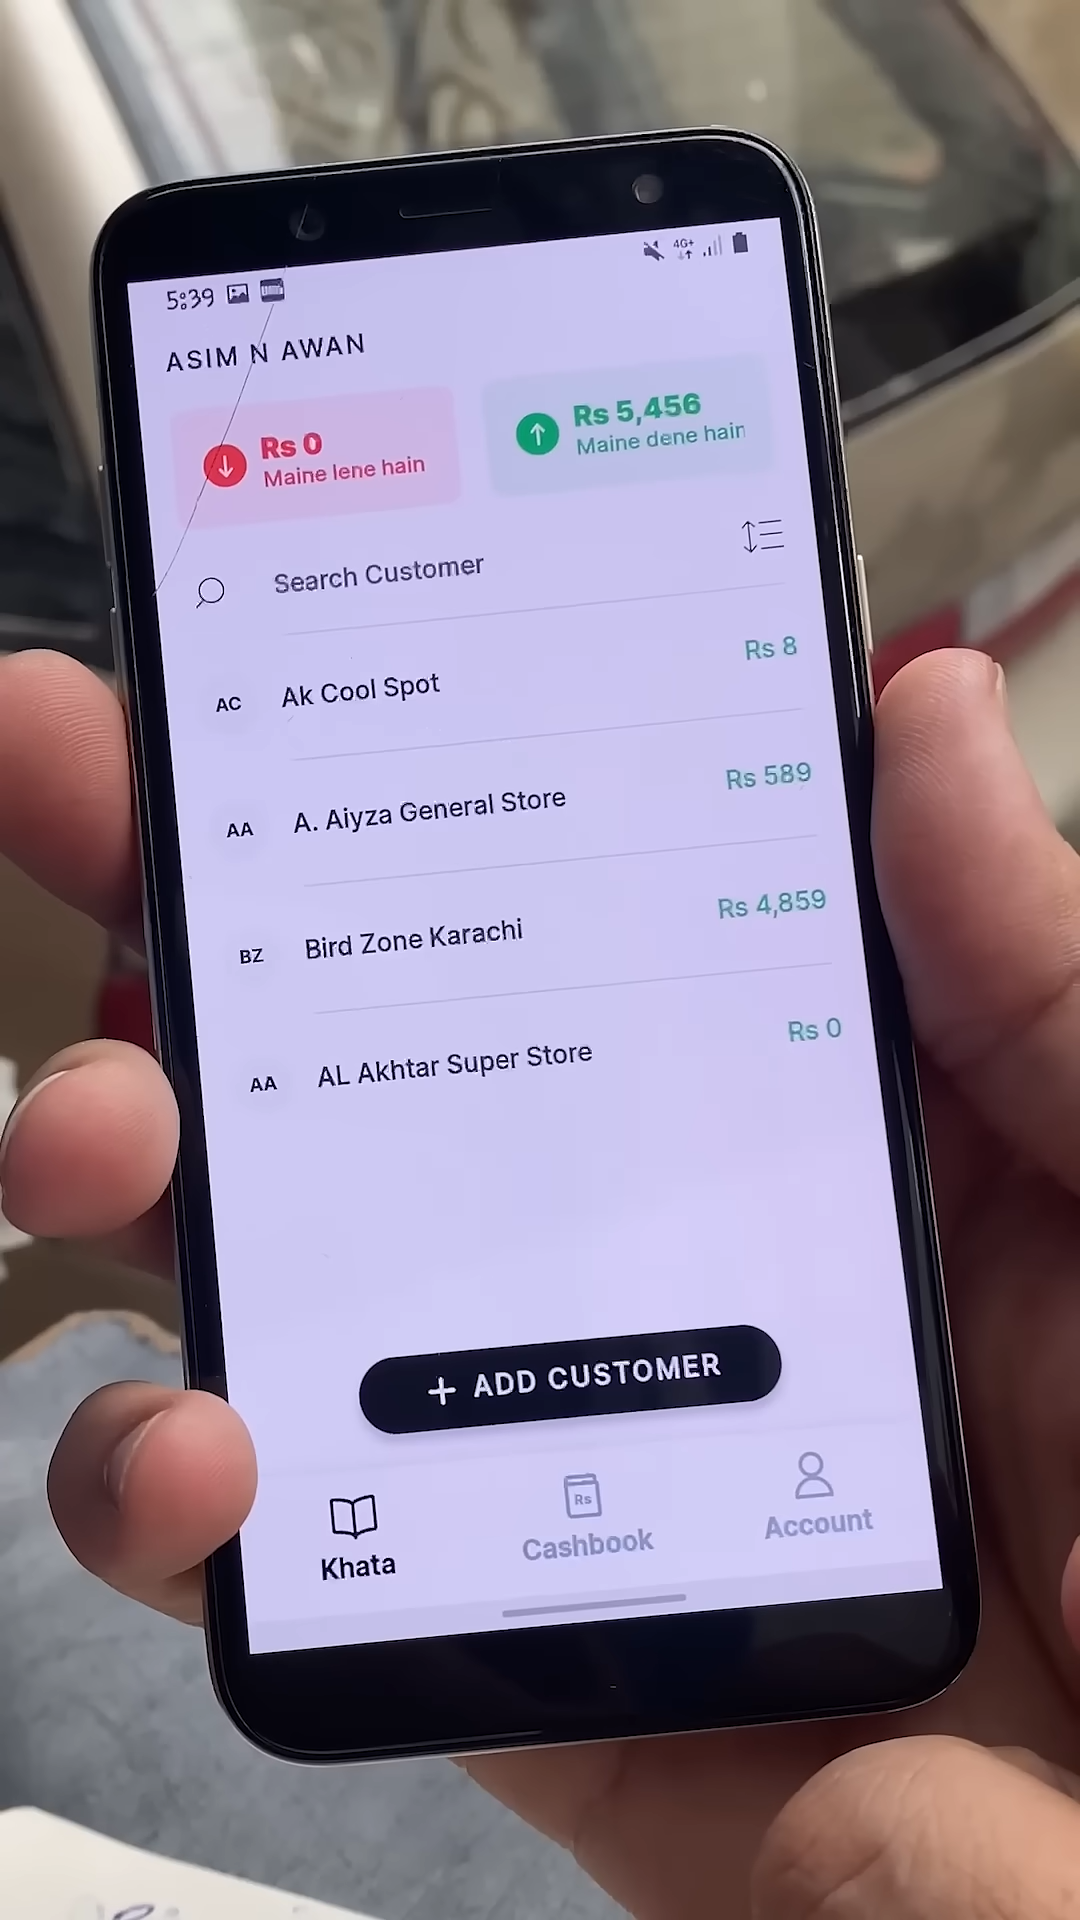 5:39
4G+
ASIM N AWAN
Rs 0
Maine lene hain
Rs 5,456
Maine dene hain
Search Customer
AC Ak Cool Spot Rs 8
AA A. Aiyza General Store Rs 589
BZ Bird Zone Karachi Rs 4,859
AA AL Akhtar Super Store Rs 0
+ ADD CUSTOMER
Khata
Rs
Cashbook
Account